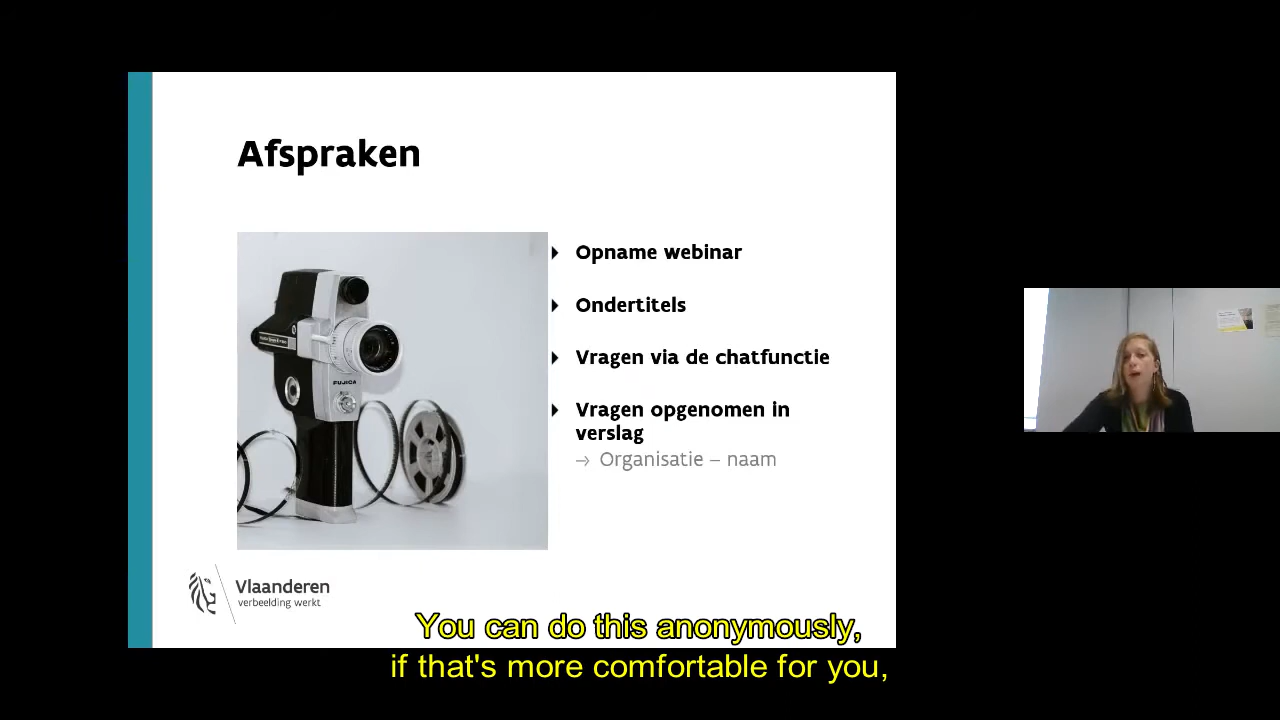 Afspraken
Opname webinar
Ondertitels
Vragen via de chatfunctie
Vragen opgenomen in
verslag
→ Organisatie – naam
FUJICA
Vlaanderen
verbeelding werkt
You can do this anonymously,
if that's more comfortable for you,